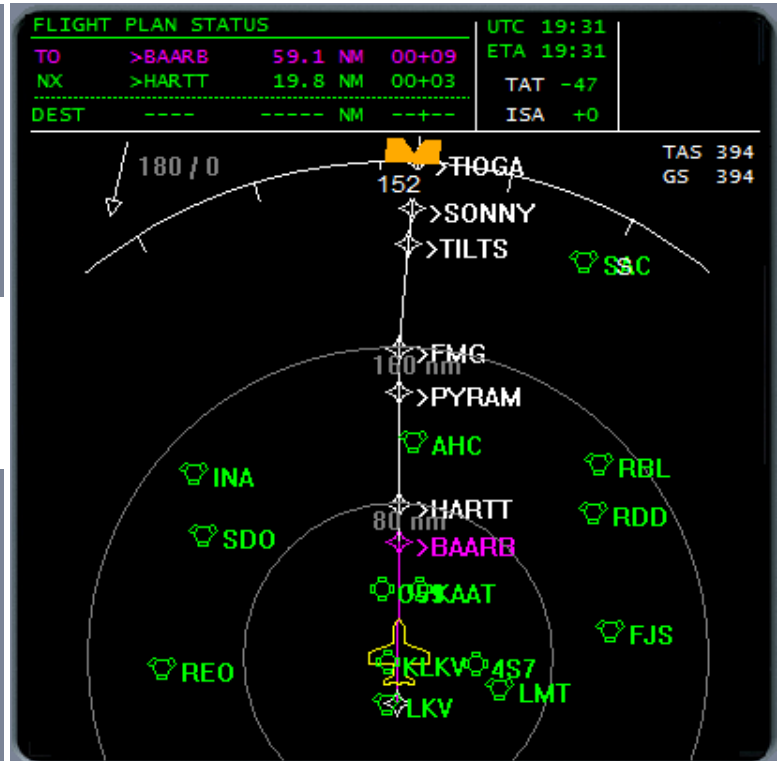 FLIGHT PLAN STATUS
UTC 19:31
TO >BAARB 59.1 NM 00+09
ETA 19:31
NX >HARTT 19.8 NM 00+03
TAT -47
DEST ---- ----- NM --+--
ISA +0
180/0
>TIOGA
TAS 394
152
GS 394
>SONNY
>TILTS
SAC
S
>FMG
160 nm
>PYRAM
AHC
RBL
INA
>HARTT
RDD
80 nm
SDO
>BAARB
KAAT
FJS
KLKV
4S7
REO
LMT
LKV